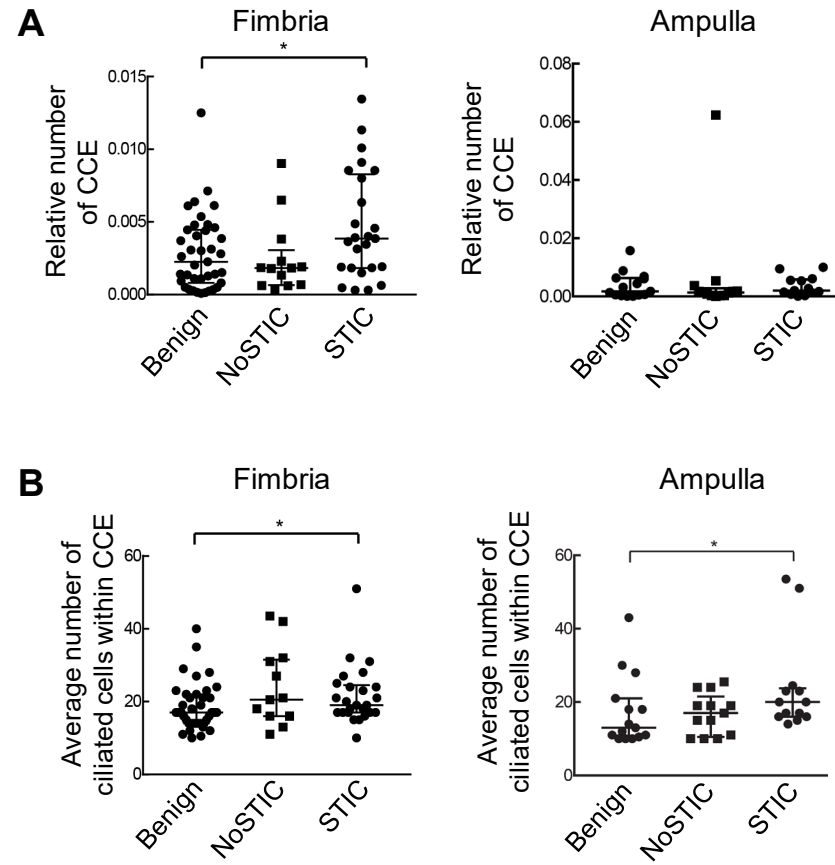 A
Fimbria
*
Relative number
of CCE
0.015
0.010
0.005
0.000
Benign
NoSTIC
STIC
Ampulla
Relative number
of CCE
0.08
0.06
0.04
0.02
0.00
Benign
NoSTIC
STIC
B
Fimbria
*
Average number of
ciliated cells within CCE
60
40
20
0
Benign
NoSTIC
STIC
Ampulla
*
Average number of
ciliated cells within CCE
60
40
20
0
Benign
NoSTIC
STIC